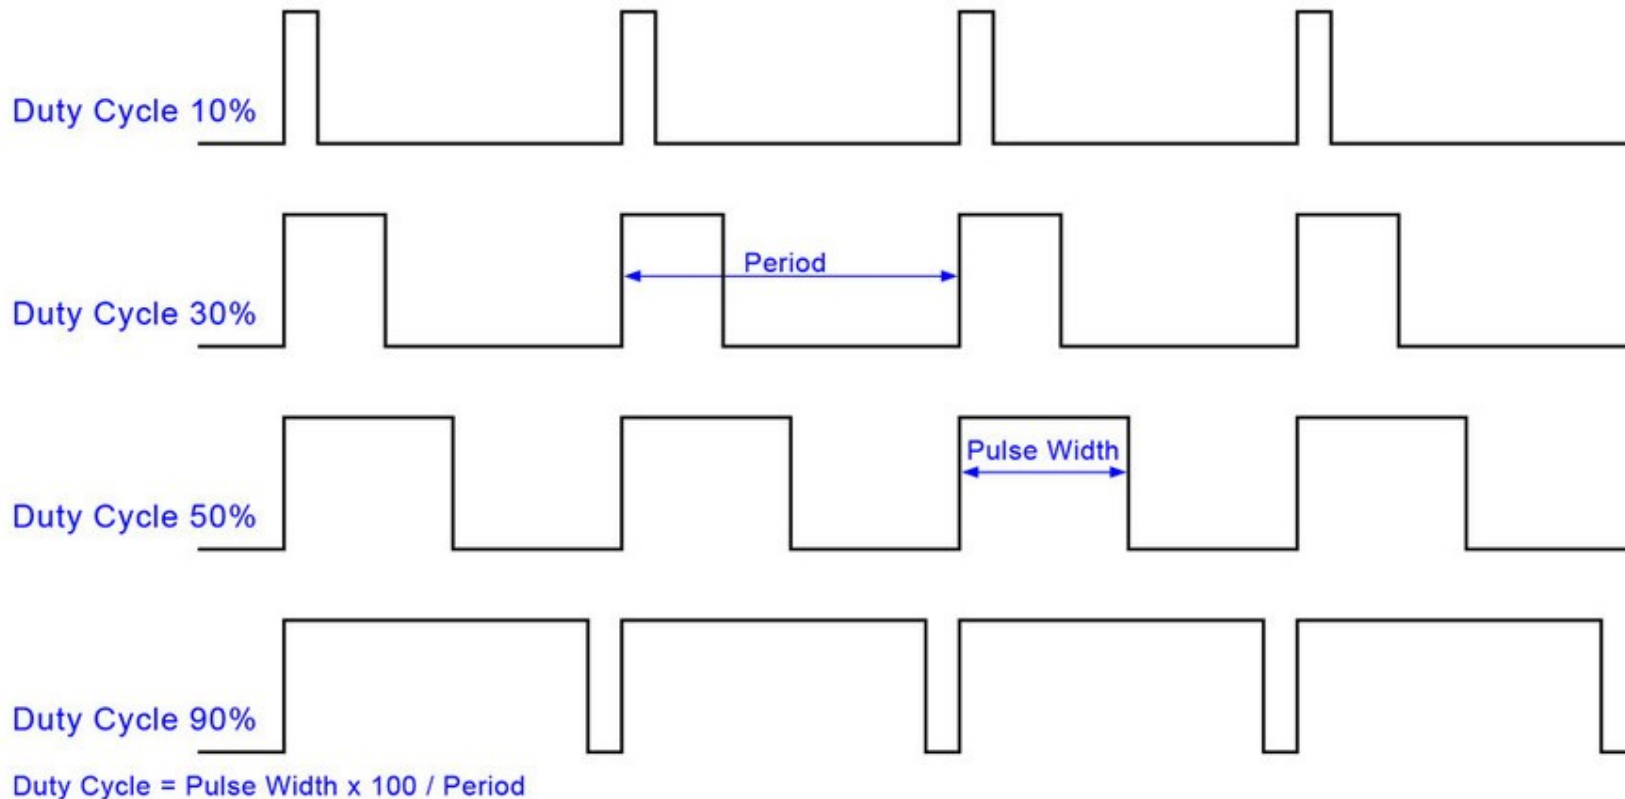 Duty Cycle 10%
Period
Duty Cycle 30%
Pulse Width
Duty Cycle 50%
Duty Cycle 90%
Duty Cycle = Pulse Width x 100 / Period